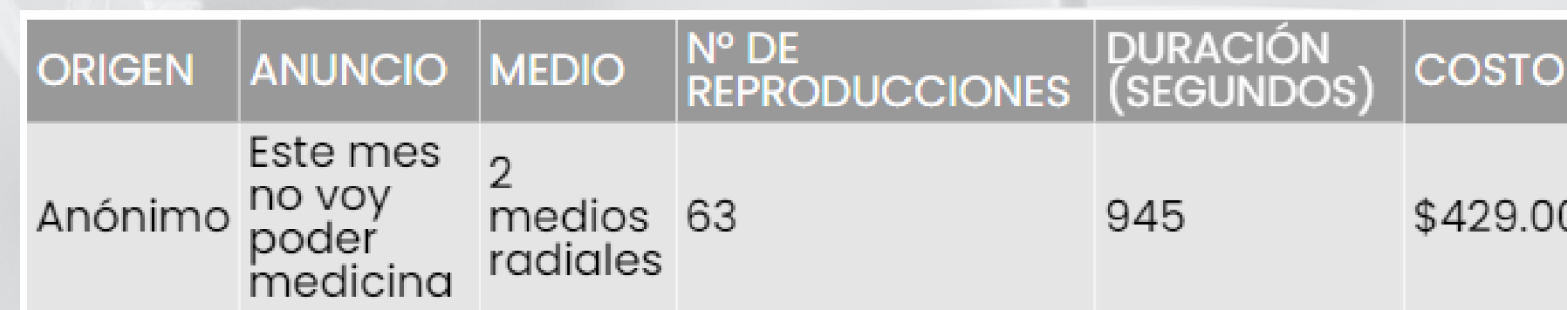 ORIGEN
ANUNCIO
MEDIO
Nº DE
REPRODUCCIONES
DURACIÓN
(SEGUNDOS)
COSTO
Anónimo
Este mes
no voy
poder
medicina
2
medios
radiales
63
945
$429.00